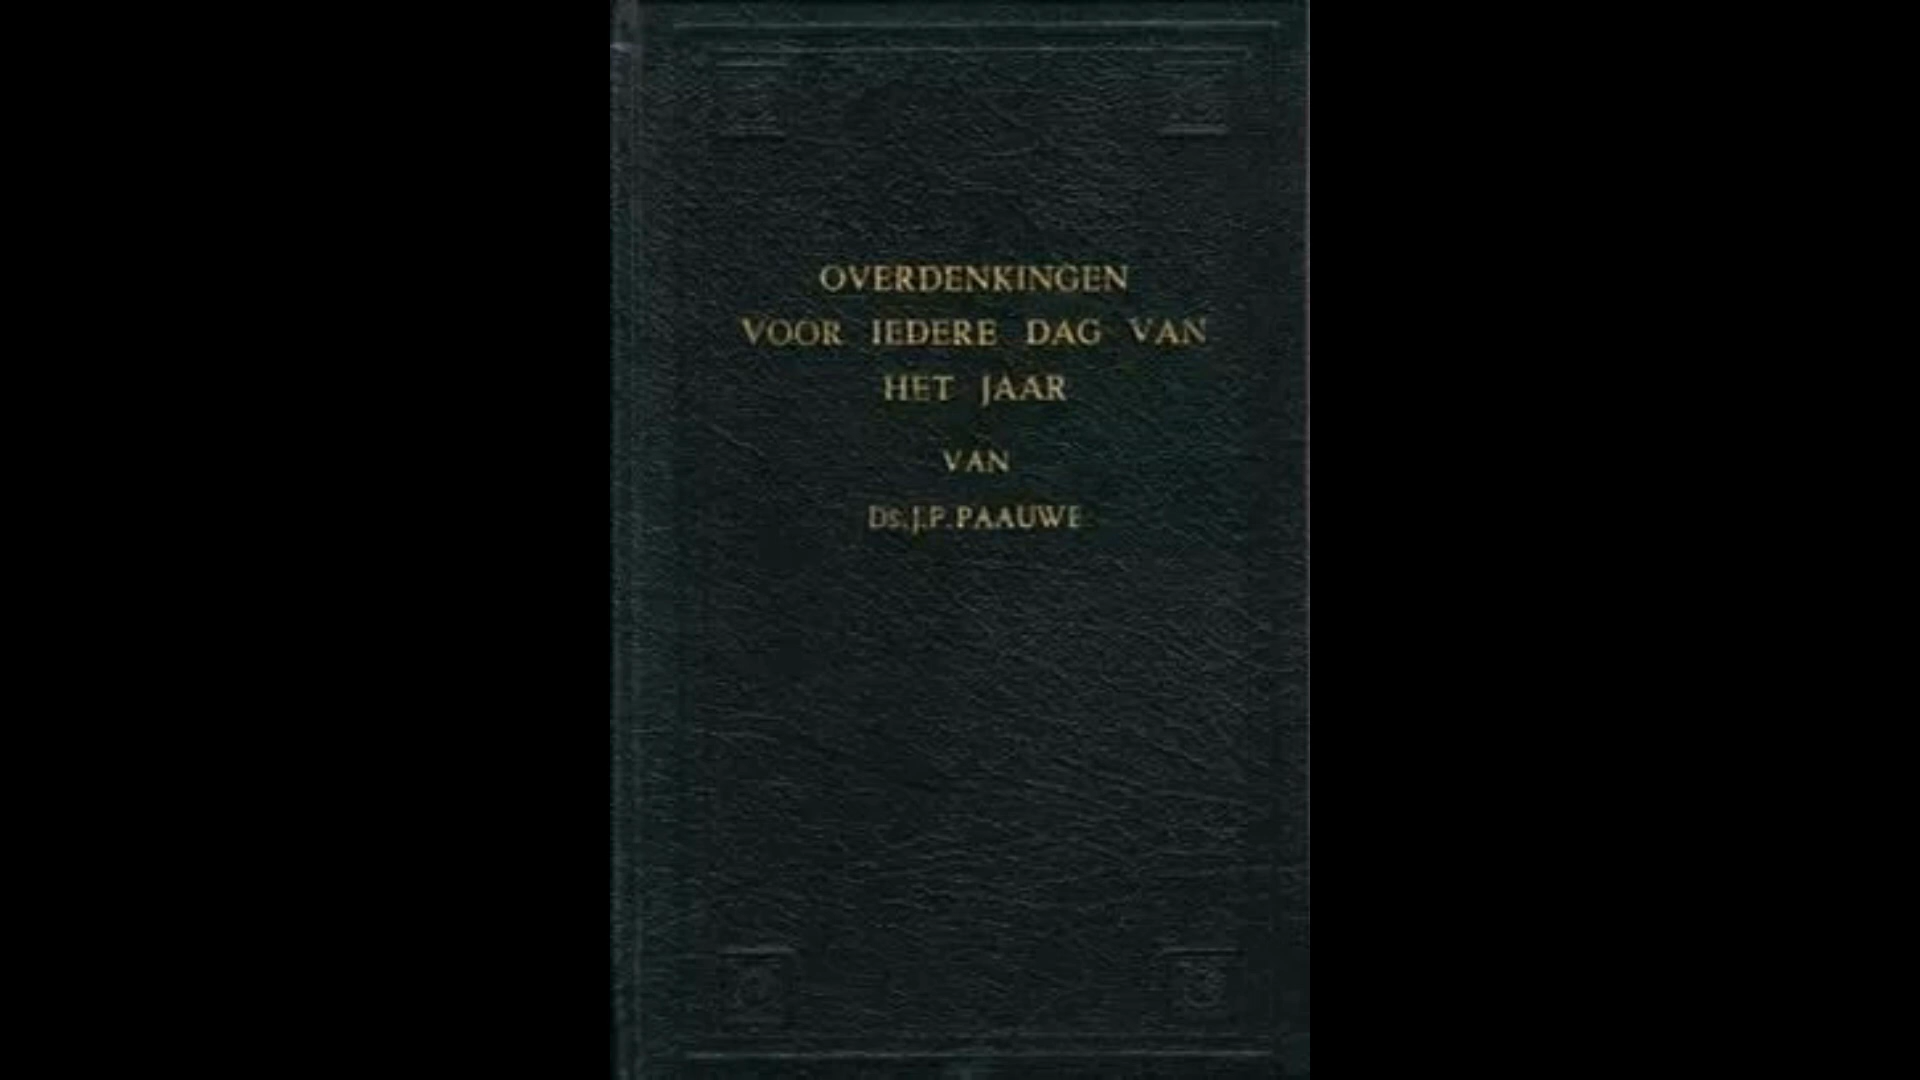 OVERDENKINGEN
VOOR IEDERE DAG VAN
HET JAAR
VAN
Ds. J.P. PAAUWE